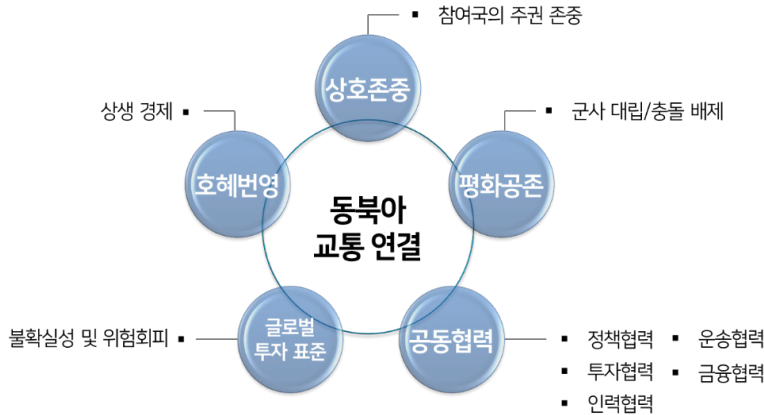 ▪ 참여국의 주권 존중
상호존중
상생 경제 ▪
▪ 군사 대립/충돌 배제
호혜번영
평화공존
동북아
교통 연결
글로벌
투자 표준
공동협력
불확실성 및 위험회피 ▪
▪ 정책협력 ▪ 운송협력
▪ 투자협력 ▪ 금융협력
▪ 인력협력